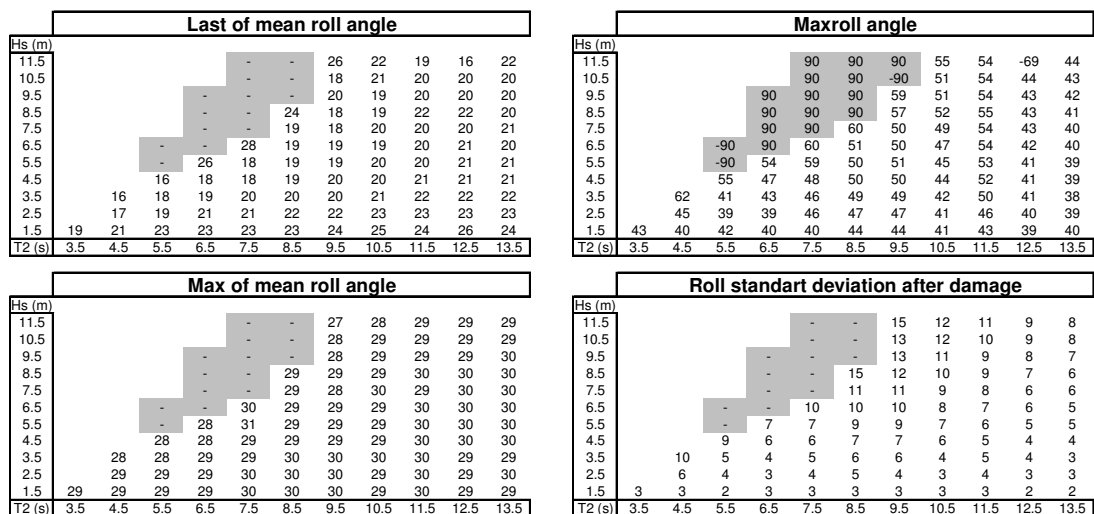 Last of mean roll angle
Hs (m)
11.5 - - 26 22 19 16 22
10.5 - - 18 21 20 20 20
9.5 - - - 20 19 20 20 20
8.5 - - 24 18 19 22 22 20
7.5 - - 19 18 20 20 20 21
6.5 - - 28 19 19 19 20 21 20
5.5 - 26 18 19 19 20 20 21 21
4.5 16 18 18 19 20 20 21 21 21
3.5 16 18 19 20 20 20 21 22 22 22
2.5 17 19 21 21 22 22 23 23 23 23
1.5 19 21 23 23 23 23 24 25 24 26 24
T2 (s) 3.5 4.5 5.5 6.5 7.5 8.5 9.5 10.5 11.5 12.5 13.5
Maxroll angle
Hs (m)
11.5 90 90 90 55 54 -69 44
10.5 90 90 -90 51 54 44 43
9.5 90 90 90 59 51 54 43 42
8.5 90 90 90 57 52 55 43 41
7.5 90 90 60 50 49 54 43 40
6.5 -90 90 60 51 50 47 54 42 40
5.5 -90 54 59 50 51 45 53 41 39
4.5 55 47 48 50 50 44 52 41 39
3.5 62 41 43 46 49 49 42 50 41 38
2.5 45 39 39 46 47 47 41 46 40 39
1.5 43 40 42 40 40 44 44 41 43 39 40
T2 (s) 3.5 4.5 5.5 6.5 7.5 8.5 9.5 10.5 11.5 12.5 13.5
Max of mean roll angle
Hs (m)
11.5 - - 27 28 29 29 29
10.5 - - 28 29 29 29 29
9.5 - - - 28 29 29 29 30
8.5 - - 29 29 29 30 30 30
7.5 - - 29 28 30 30 30 30
6.5 - - 30 29 29 29 30 30 30
5.5 - 28 31 29 29 29 30 30 30
4.5 28 28 29 29 29 29 30 30 30
3.5 28 28 29 29 29 29 29 30 30 29
2.5 29 29 29 30 30 30 30 30 30 29
1.5 29 29 29 29 30 30 30 29 30 29 29
T2 (s) 3.5 4.5 5.5 6.5 7.5 8.5 9.5 10.5 11.5 12.5 13.5
Roll standart deviation after damage
Hs (m)
11.5 - - 15 12 11 9 8
10.5 - - 13 12 10 9 8
9.5 - - - 13 11 9 8 7
8.5 - - 15 12 10 9 7 6
7.5 - - 11 11 9 8 6 6
6.5 - - 10 10 10 8 7 6 5
5.5 - 7 7 9 9 7 6 5 5
4.5 9 6 6 7 7 6 5 4 4
3.5 10 5 4 5 6 6 4 5 4 3
2.5 6 4 3 4 5 4 3 4 3 3
1.5 3 3 2 3 3 3 3 3 3 2 2
T2 (s) 3.5 4.5 5.5 6.5 7.5 8.5 9.5 10.5 11.5 12.5 13.5